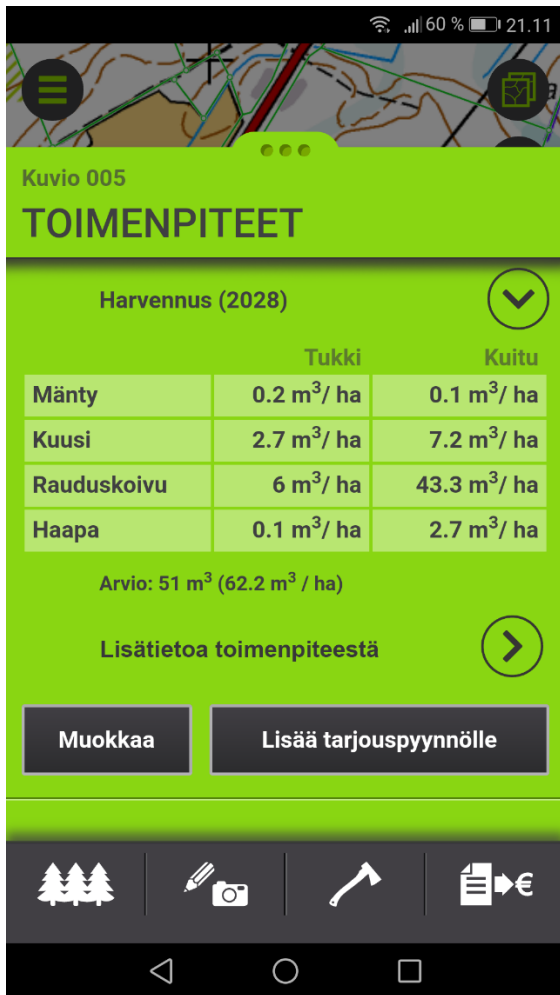 60 % 21.11
Kuvio 005
TOIMENPITEET
Harvennus (2028)
Tukki Kuitu
Mänty 0.2 m³/ ha 0.1 m³/ ha
Kuusi 2.7 m³/ ha 7.2 m³/ ha
Rauduskoivu 6 m³/ ha 43.3 m³/ ha
Haapa 0.1 m³/ ha 2.7 m³/ ha
Arvio: 51 m³ (62.2 m³ / ha)
Lisätietoa toimenpiteestä
Muokkaa Lisää tarjouspyynnölle
€